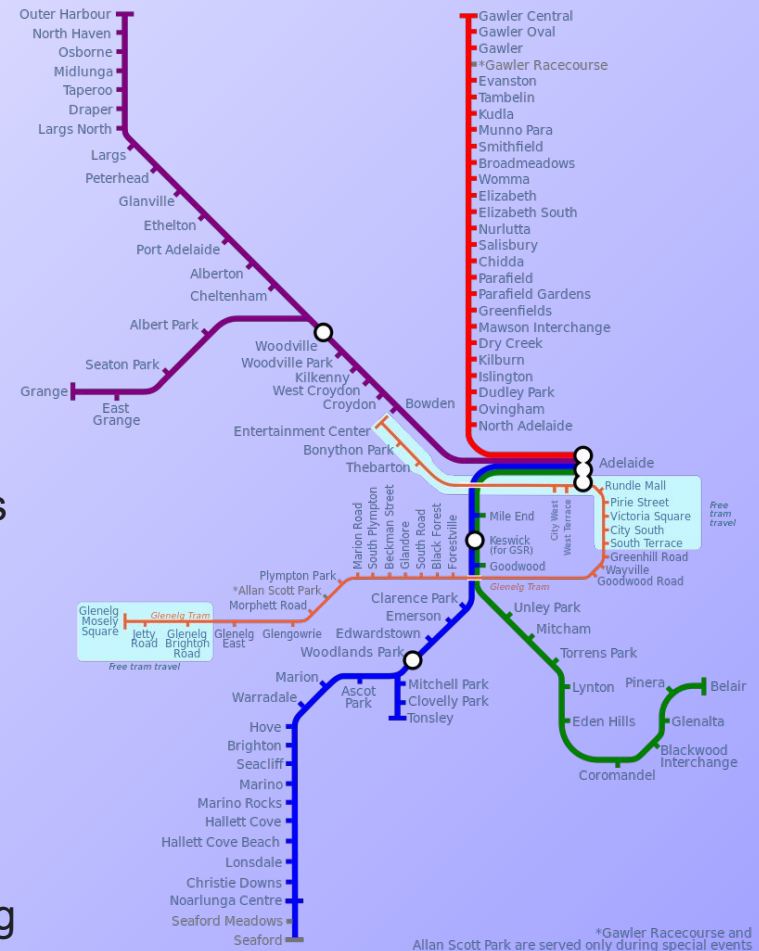 Outer Harbour
North Haven
Osborne
Midlunga
Taperoo
Draper
Largs North
Largs
Peterhead
Glanville
Ethelton
Port Adelaide
Alberton
Cheltenham
Albert Park
Seaton Park
Grange
East
Grange
Woodville
Woodville Park
Kilkenny
West Croydon
Croydon
Bowden
Gawler Central
Gawler Oval
Gawler
*Gawler Racecourse
Evanston
Tambelin
Kudla
Munno Para
Smithfield
Broadmeadows
Womma
Elizabeth
Elizabeth South
Nurlutta
Salisbury
Chidda
Parafield
Parafield Gardens
Greenfields
Mawson Interchange
Dry Creek
Kilburn
Islington
Dudley Park
Ovingham
North Adelaide
Adelaide
Entertainment Center
Bonython Park
Thebarton
City West
West Terrace
Rundle Mall
Pirie Street
Victoria Square
City South
South Terrace
Free
tram
travel
Greenhill Road
Wayville
Goodwood Road
Mile End
Keswick
(for GSR)
Goodwood
Glenelg Tram
Marion Road
South Plympton
Beckman Street
Glandore
South Road
Black Forest
Forestville
Plympton Park
*Allan Scott Park
Morphett Road
Glenelg
Mosely
Square
Glenelg Tram
Jetty
Road
Glenelg
Brighton
Road
Glenelg
East
Glengowrie
Free tram travel
Clarence Park
Emerson
Edwardstown
Woodlands Park
Marion
Warradale
Ascot
Park
Mitchell Park
Clovelly Park
Tonsley
Hove
Brighton
Seacliff
Marino
Marino Rocks
Hallett Cove
Hallett Cove Beach
Lonsdale
Christie Downs
Noarlunga Centre
Seaford Meadows
Seaford
Unley Park
Mitcham
Torrens Park
Lynton
Eden Hills
Coromandel
Blackwood
Interchange
Glenalta
Pinera
Belair
*Gawler Racecourse and
Allan Scott Park are served only during special events